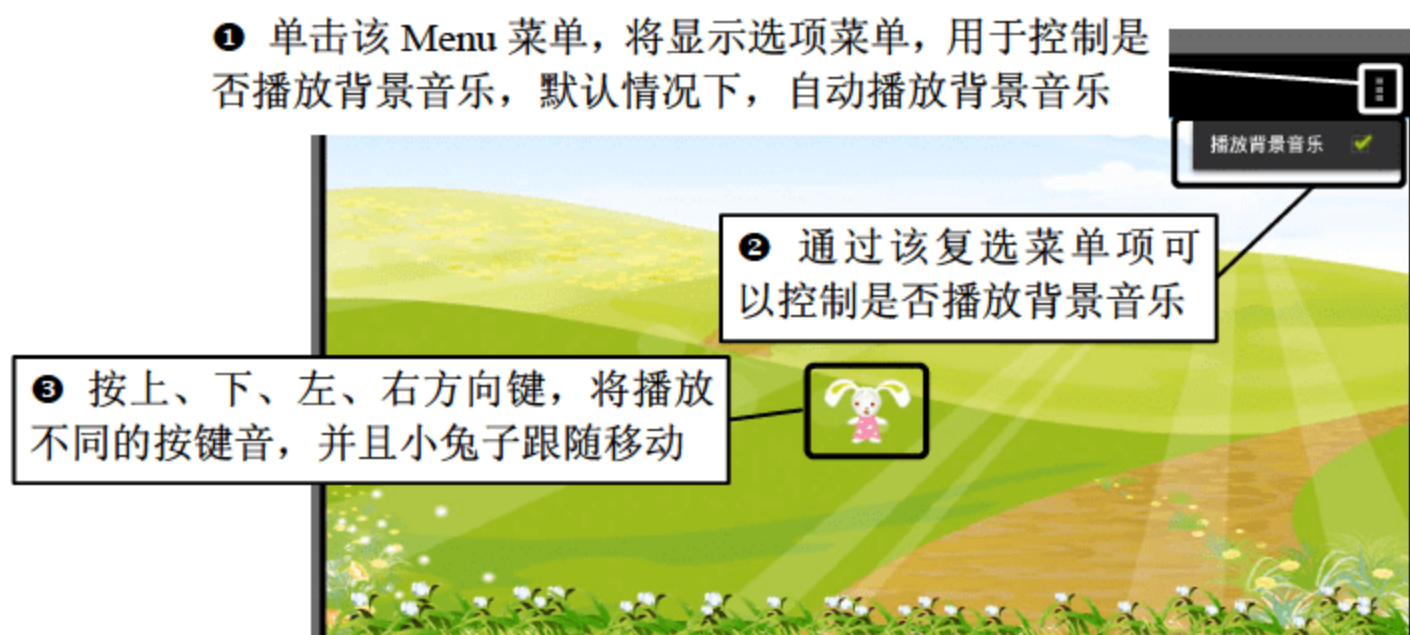 ❶ 单击该 Menu 菜单，将显示选项菜单，用于控制是
否播放背景音乐，默认情况下，自动播放背景音乐
播放背景音乐
❷ 通过该复选菜单项可
以控制是否播放背景音乐
❸ 按上、下、左、右方向键，将播放
不同的按键音，并且小兔子跟随移动